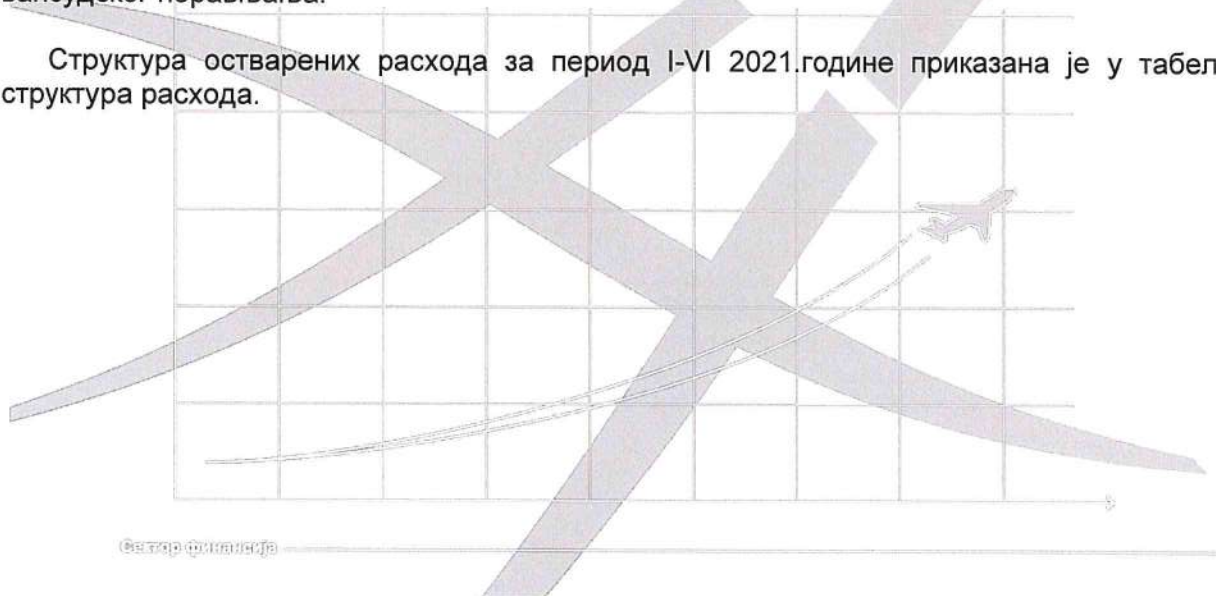 Структура остварених расхода за период I-VI 2021.године приказана је у табел
структура расхода.
Сектор финансија